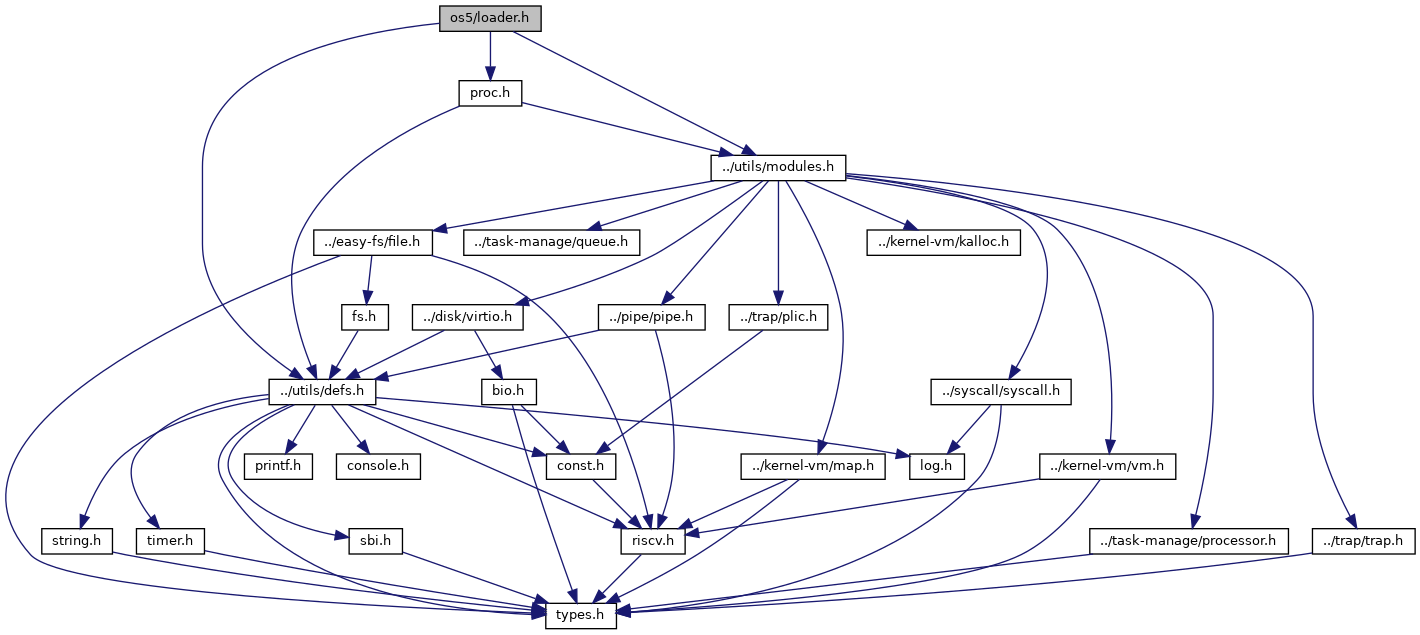 os5/loader.h
proc.h
../utils/modules.h
../easy-fs/file.h
../task-manage/queue.h
../kernel-vm/kalloc.h
fs.h
../disk/virtio.h
../pipe/pipe.h
../trap/plic.h
../utils/defs.h
bio.h
../syscall/syscall.h
printf.h
console.h
const.h
../kernel-vm/map.h
log.h
../kernel-vm/vm.h
string.h
timer.h
sbi.h
riscv.h
../task-manage/processor.h
../trap/trap.h
types.h